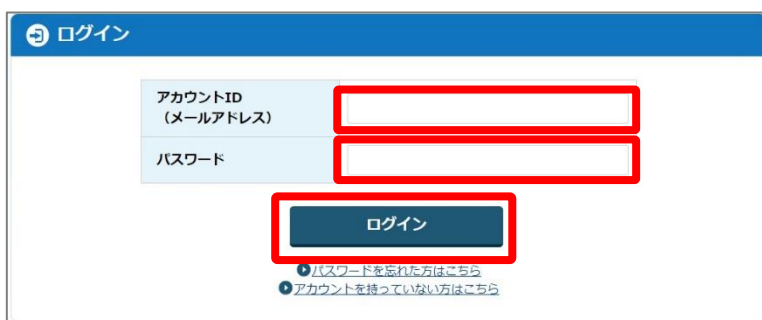 ログイン
アカウントID
（メールアドレス）
パスワード
ログイン
パスワードを忘れた方はこちら
アカウントを持っていない方はこちら